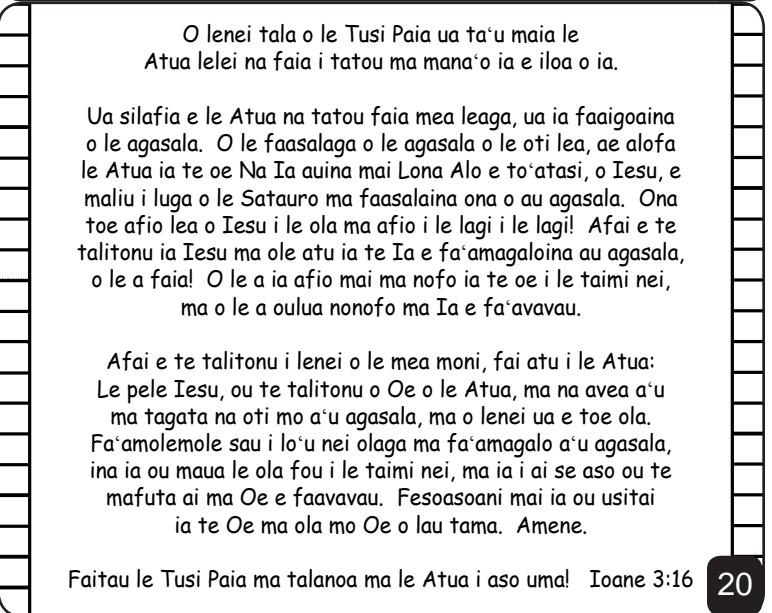 O lenei tala o le Tusi Paia ua taʻu maia le
Atua lelei na faia i tatou ma manaʻo ia e iloa o ia.
Ua silafia e le Atua na tatou faia mea leaga, ua ia faaigoaina
o le agasala.  O le faasalaga o le agasala o le oti lea, ae alofa
le Atua ia te oe Na Ia auina mai Lona Alo e toʻatasi, o Iesu, e
maliu i luga o le Satauro ma faasalaina ona o au agasala.  Ona
toe afio lea o Iesu i le ola ma afio i le lagi i le lagi!  Afai e te
talitonu ia Iesu ma ole atu ia te Ia e faʻamagaloina au agasala,
o le a faia!  O le a ia afio mai ma nofo ia te oe i le taimi nei,
ma o le a oulua nonofo ma Ia e faʻavavau.
Afai e te talitonu i lenei o le mea moni, fai atu i le Atua:
Le pele Iesu, ou te talitonu o Oe o le Atua, ma na avea aʻu
ma tagata na oti mo aʻu agasala, ma o lenei ua e toe ola.
Faʻamolemole sau i loʻu nei olaga ma faʻamagalo aʻu agasala,
ina ia ou maua le ola fou i le taimi nei, ma ia i ai se aso ou te
mafuta ai ma Oe e faavavau.  Fesoasoani mai ia ou usitai
ia te Oe ma ola mo Oe o lau tama.  Amene.
Faitau le Tusi Paia ma talanoa ma le Atua i aso uma!  Ioane 3:16
20